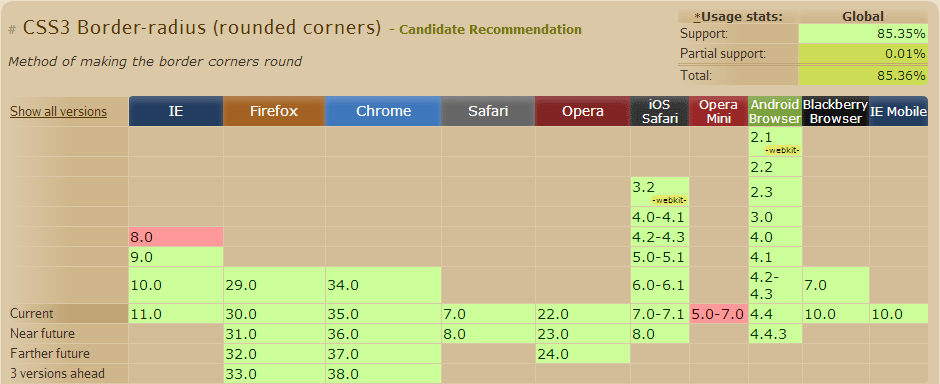 # CSS3 Border-radius (rounded corners) - Candidate Recommendation
Method of making the border corners round
*Usage stats: Global
Support: 85.35%
Partial support: 0.01%
Total: 85.36%
Show all versions IE Firefox Chrome Safari Opera iOS Safari Opera Mini Android Browser Blackberry Browser IE Mobile
2.1 -webkit-
2.2
3.2 -webkit- 2.3
4.0-4.1 3.0
8.0 4.2-4.3 4.0
9.0 5.0-5.1 4.1
10.0 29.0 34.0 6.0-6.1 4.2-4.3 7.0
Current 11.0 30.0 35.0 7.0 22.0 7.0-7.1 5.0-7.0 4.4 10.0 10.0
Near future 31.0 36.0 8.0 23.0 8.0 4.4.3
Farther future 32.0 37.0 24.0
3 versions ahead 33.0 38.0